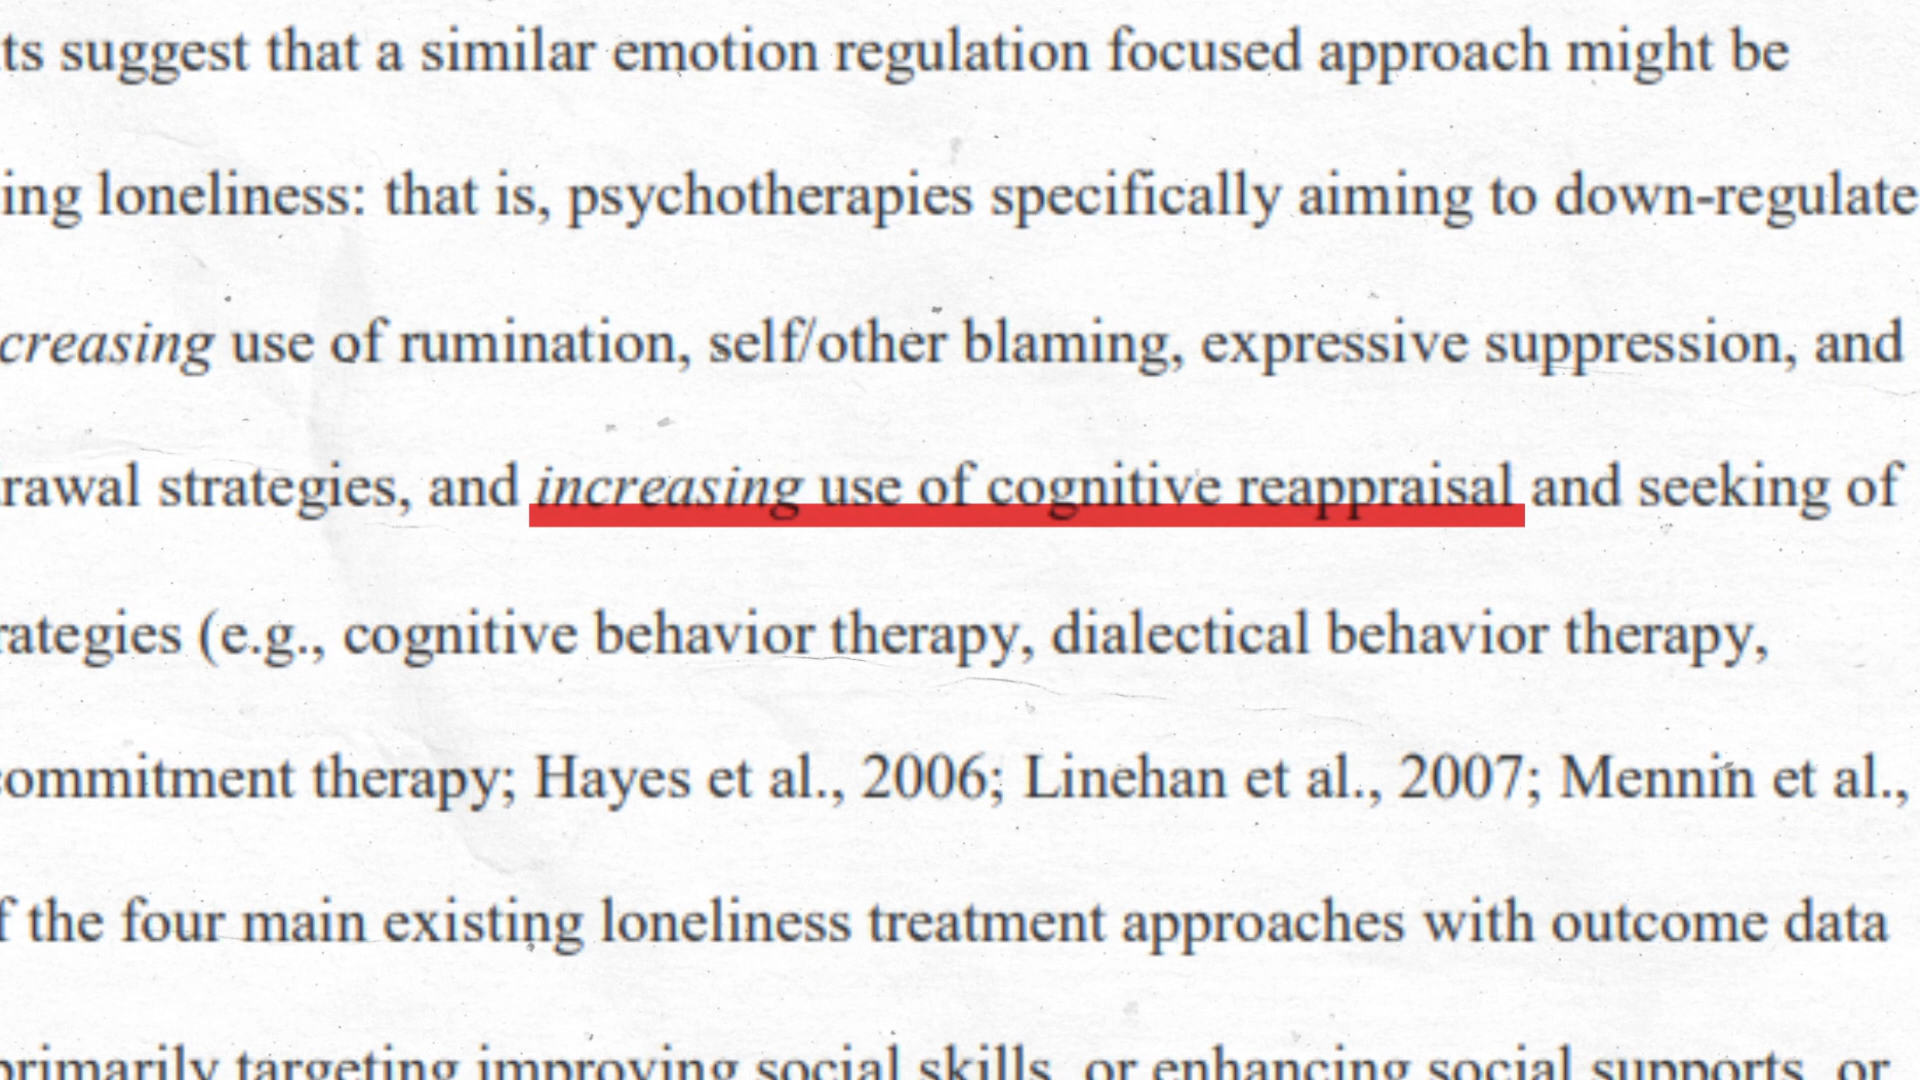 ts suggest that a similar emotion regulation focused approach might be
ing loneliness: that is, psychotherapies specifically aiming to down-regulate
creasing use of rumination, self/other blaming, expressive suppression, and
rawal strategies, and increasing use of cognitive reappraisal and seeking of
rategies (e.g., cognitive behavior therapy, dialectical behavior therapy,
commitment therapy; Hayes et al., 2006; Linehan et al., 2007; Mennin et al.,
f the four main existing loneliness treatment approaches with outcome data
primarily targeting improving social skills, or enhancing social supports, or